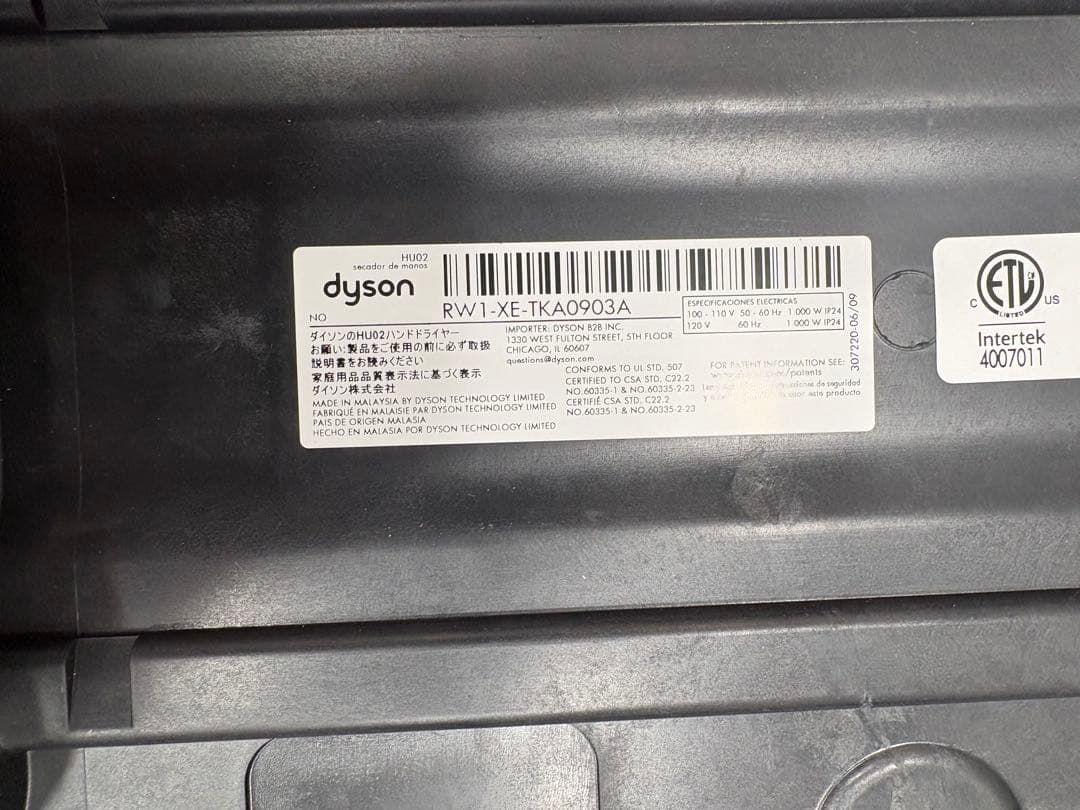 HU02
secador de manos
dyson
NO
RW1-XE-TKA0903A
ダイソンのHU02ハンドドライヤー
お願い:製品をご使用の前に必ず取扱
説明書をお読みください
家庭用品品質表示法に基づく表示
ダイソン株式会社
MADE IN MALAYSIA BY DYSON TECHNOLOGY LIMITED
FABRIQUÉ EN MALAISIE PAR DYSON TECHNOLOGY LIMITED
PAIS DE ORIGEN MALASIA
HECHO EN MALASIA POR DYSON TECHNOLOGY LIMITED
IMPORTER: DYSON B2B INC.
1330 WEST FULTON STREET, 5TH FLOOR
CHICAGO, IL 60607
questions@dyson.com
CONFORMS TO UL STD. 507
CERTIFIED TO CSA STD. C22.2
NO.60335-1 & NO.60335-2-23
CERTIFIÉ CSA STD. C22.2
NO.60335-1 & NO.60335-2-23
ESPECIFICACIONES ELECTRICAS
100 - 110 V 50 - 60 Hz 1 000 W IP24
120 V 60 Hz 1 000 W IP24
FOR PATENT INFORMATION SEE:
/patents
de seguridad
este producto
307220-06/09
ETL
CM
LISTED
C US
Intertek
4007011